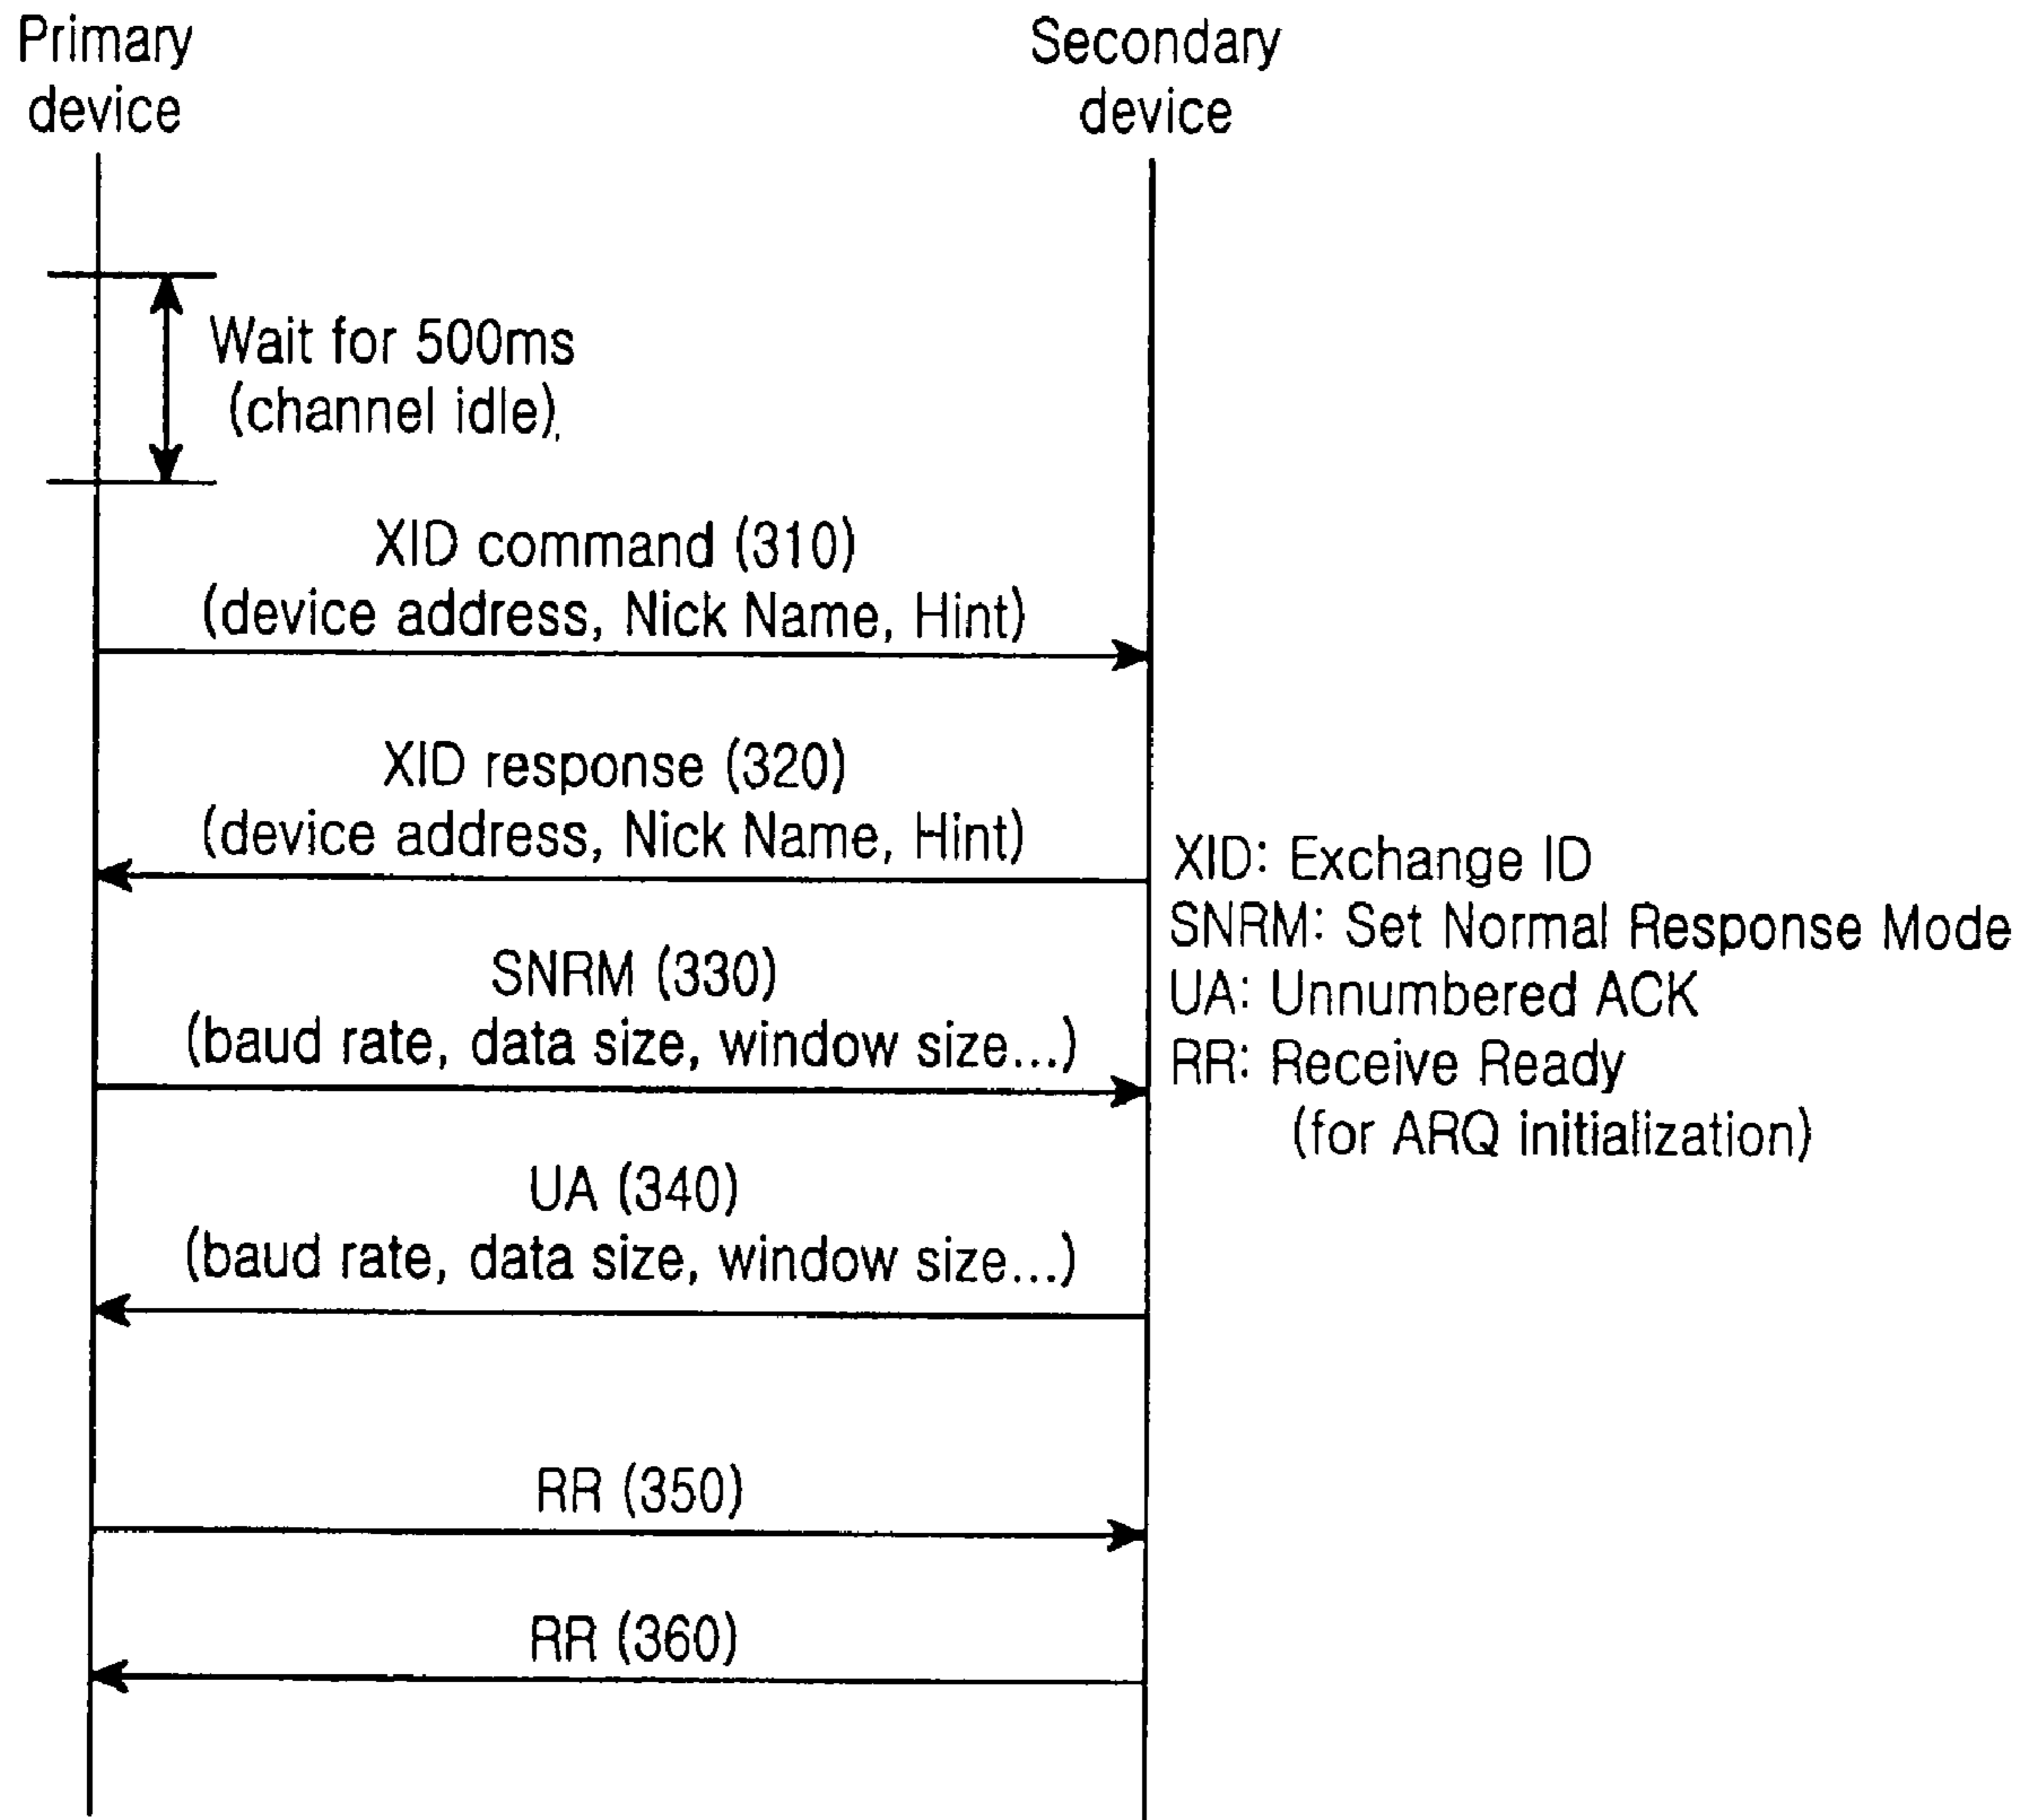 Primary
device
Secondary
device
Wait for 500ms
(channel idle)
XID command (310)
(device address, Nick Name, Hint)
XID response (320)
(device address, Nick Name, Hint)
XID: Exchange ID
SNRM: Set Normal Response Mode
UA: Unnumbered ACK
RR: Receive Ready
(for ARQ initialization)
SNRM (330)
(baud rate, data size, window size...)
UA (340)
(baud rate, data size, window size...)
RR (350)
RR (360)